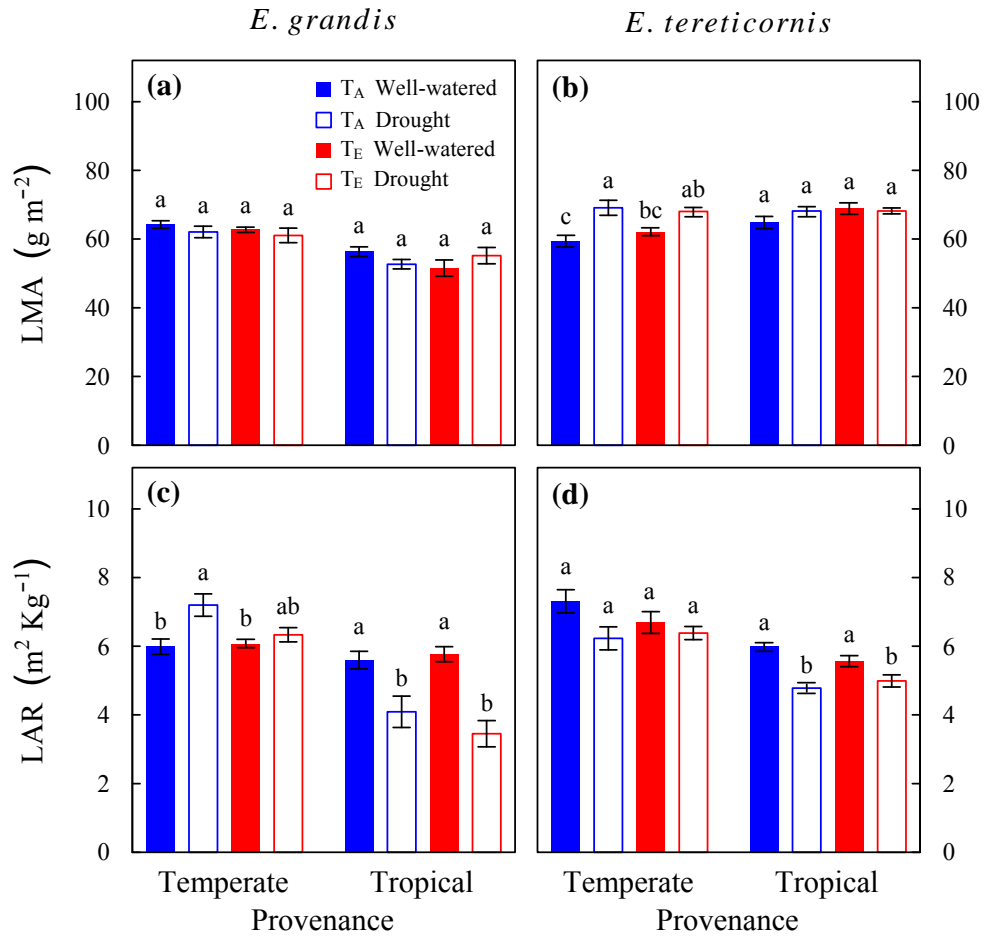 E. grandis
E. tereticornis
(a)
T_A Well-watered
T_A Drought
T_E Well-watered
T_E Drought
a a a a a a a a
LMA (g m⁻²)
100
80
60
40
20
0
(b)
c a bc ab a a a a
100
80
60
40
20
0
(c)
b a b ab a b a b
LAR (m² Kg⁻¹)
10
8
6
4
2
0
Temperate Tropical
Provenance
(d)
a a a a a b a b
10
8
6
4
2
0
Temperate Tropical
Provenance